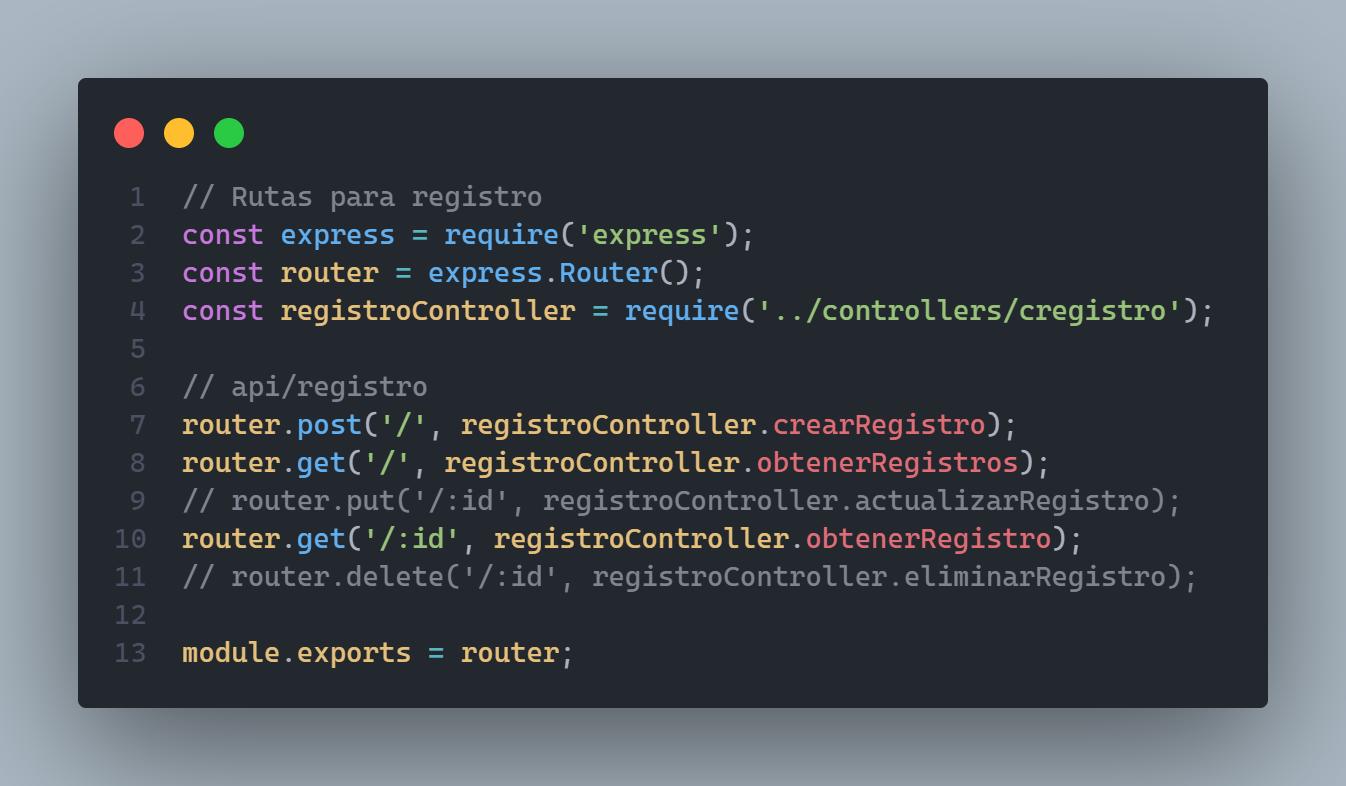 1 // Rutas para registro
2 const express = require('express');
3 const router = express.Router();
4 const registroController = require('../controllers/cregistro');
5
6 // api/registro
7 router.post('/', registroController.crearRegistro);
8 router.get('/', registroController.obtenerRegistros);
9 // router.put('/:id', registroController.actualizarRegistro);
10 router.get('/:id', registroController.obtenerRegistro);
11 // router.delete('/:id', registroController.eliminarRegistro);
12
13 module.exports = router;